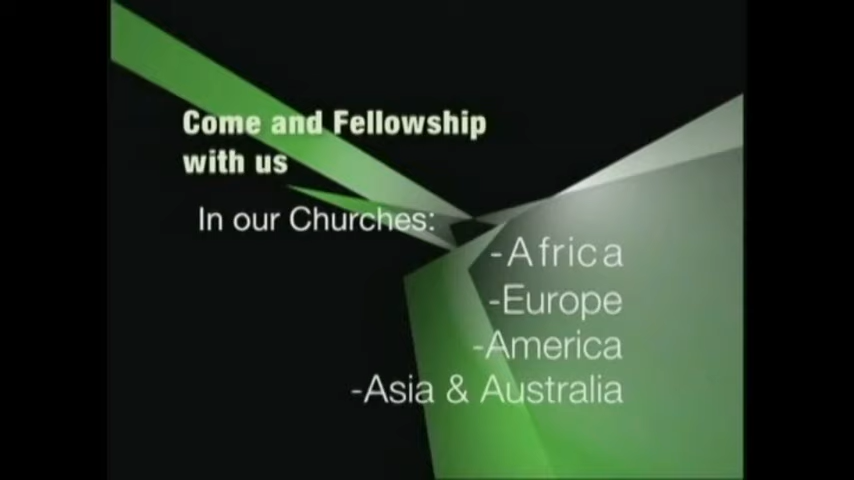 Come and Fellowship
with us
In our Churches:
-Africa
-Europe
-America
-Asia & Australia